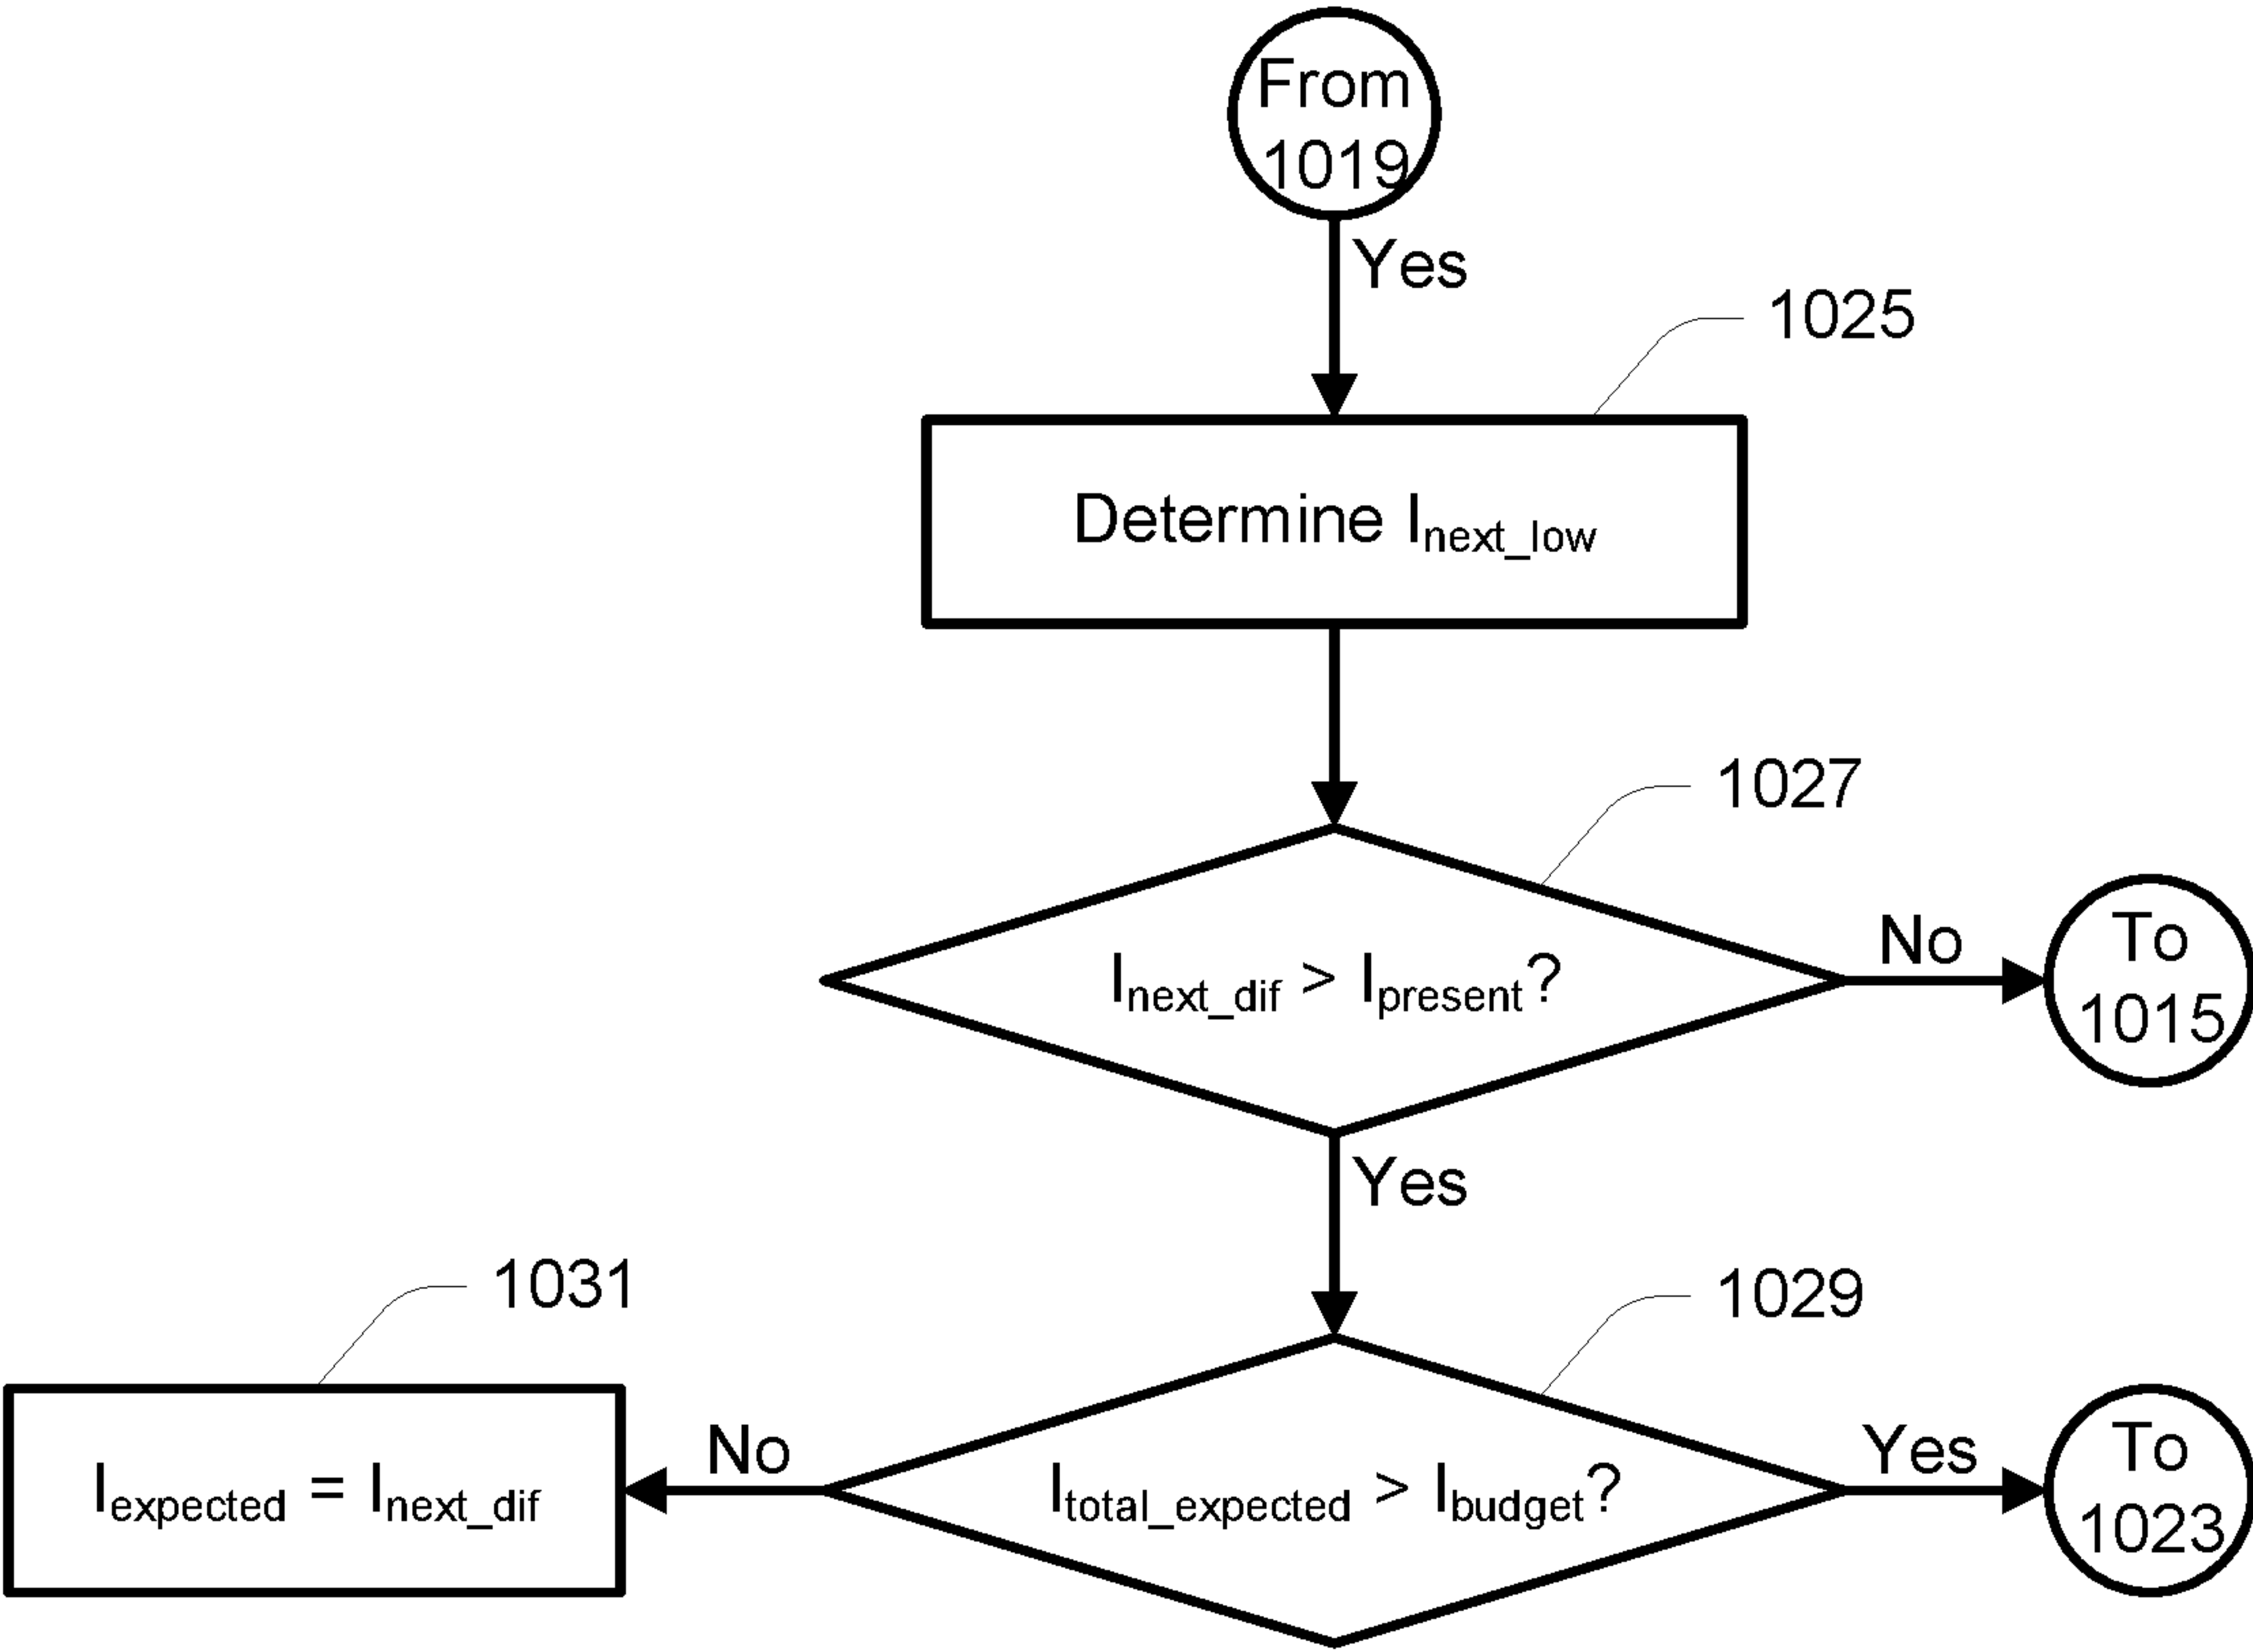 From
1019
Yes
1025
Determine Inext_low
1027
Inext_dif > Ipresent?
No
To
1015
Yes
1031
1029
Iexpected = Inext_dif
No
Itotal_expected > Ibudget?
Yes
To
1023